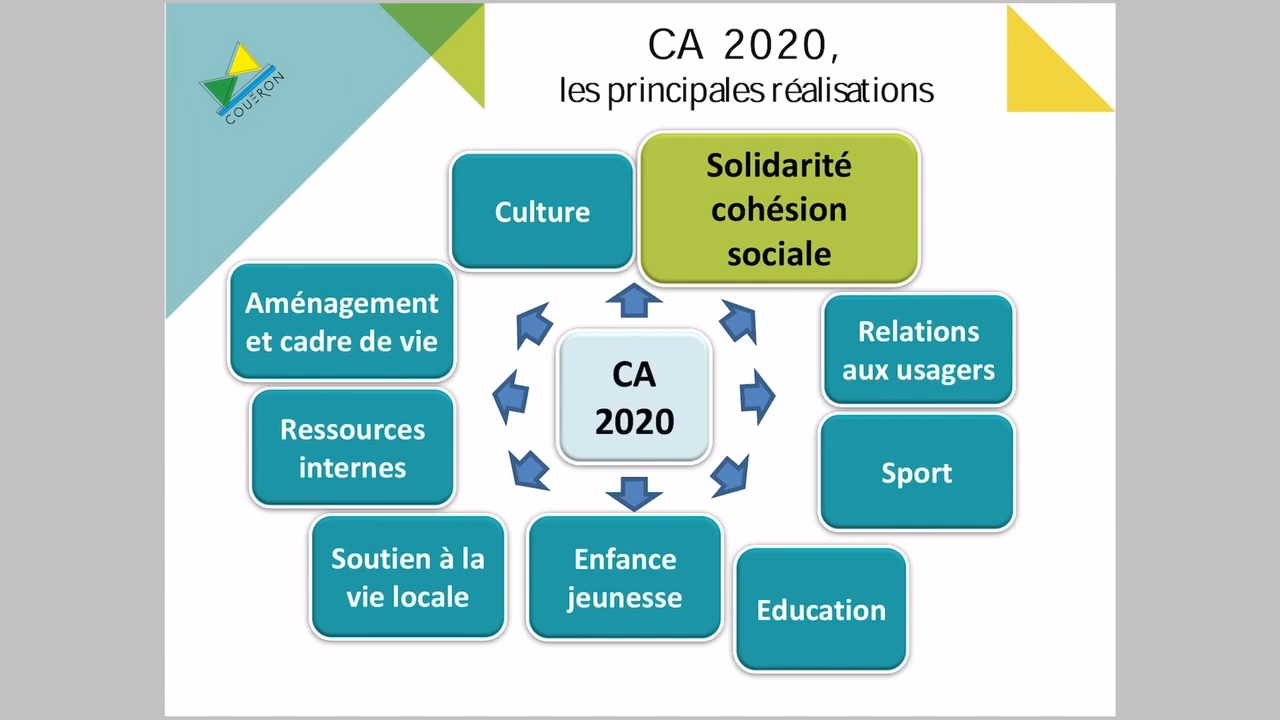 COUËRON
CA 2020,
les principales réalisations
Culture
Solidarité
cohésion
sociale
Aménagement
et cadre de vie
Relations
aux usagers
CA
2020
Ressources
internes
Sport
Soutien à la
vie locale
Enfance
jeunesse
Education